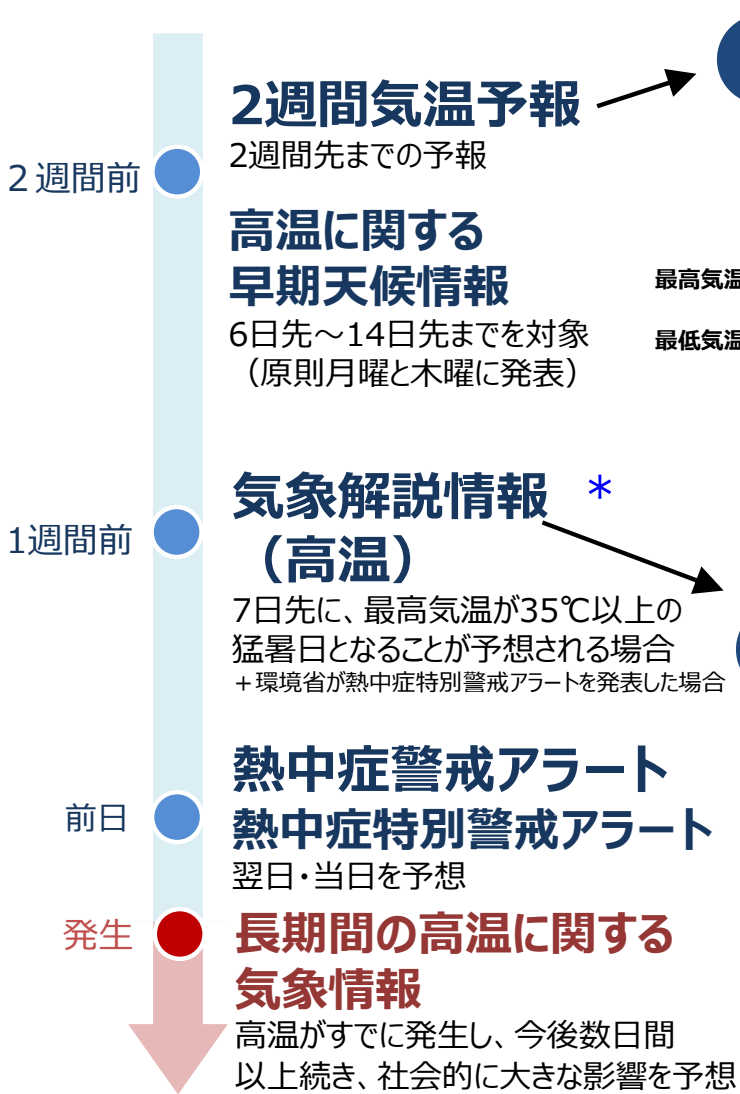 2週間気温予報
2週間先までの予報
２週間前
高温に関する
早期天候情報
6日先～14日先までを対象
（原則月曜と木曜に発表）
最高気温
最低気温
気象解説情報 *
（高温）
1週間前
7日先に、最高気温が35℃以上の
猛暑日となることが予想される場合
＋環境省が熱中症特別警戒アラートを発表した場合
熱中症警戒アラート
前日
熱中症特別警戒アラート
翌日・当日を予想
発生
長期間の高温に関する
気象情報
高温がすでに発生し、今後数日間
以上続き、社会的に大きな影響を予想